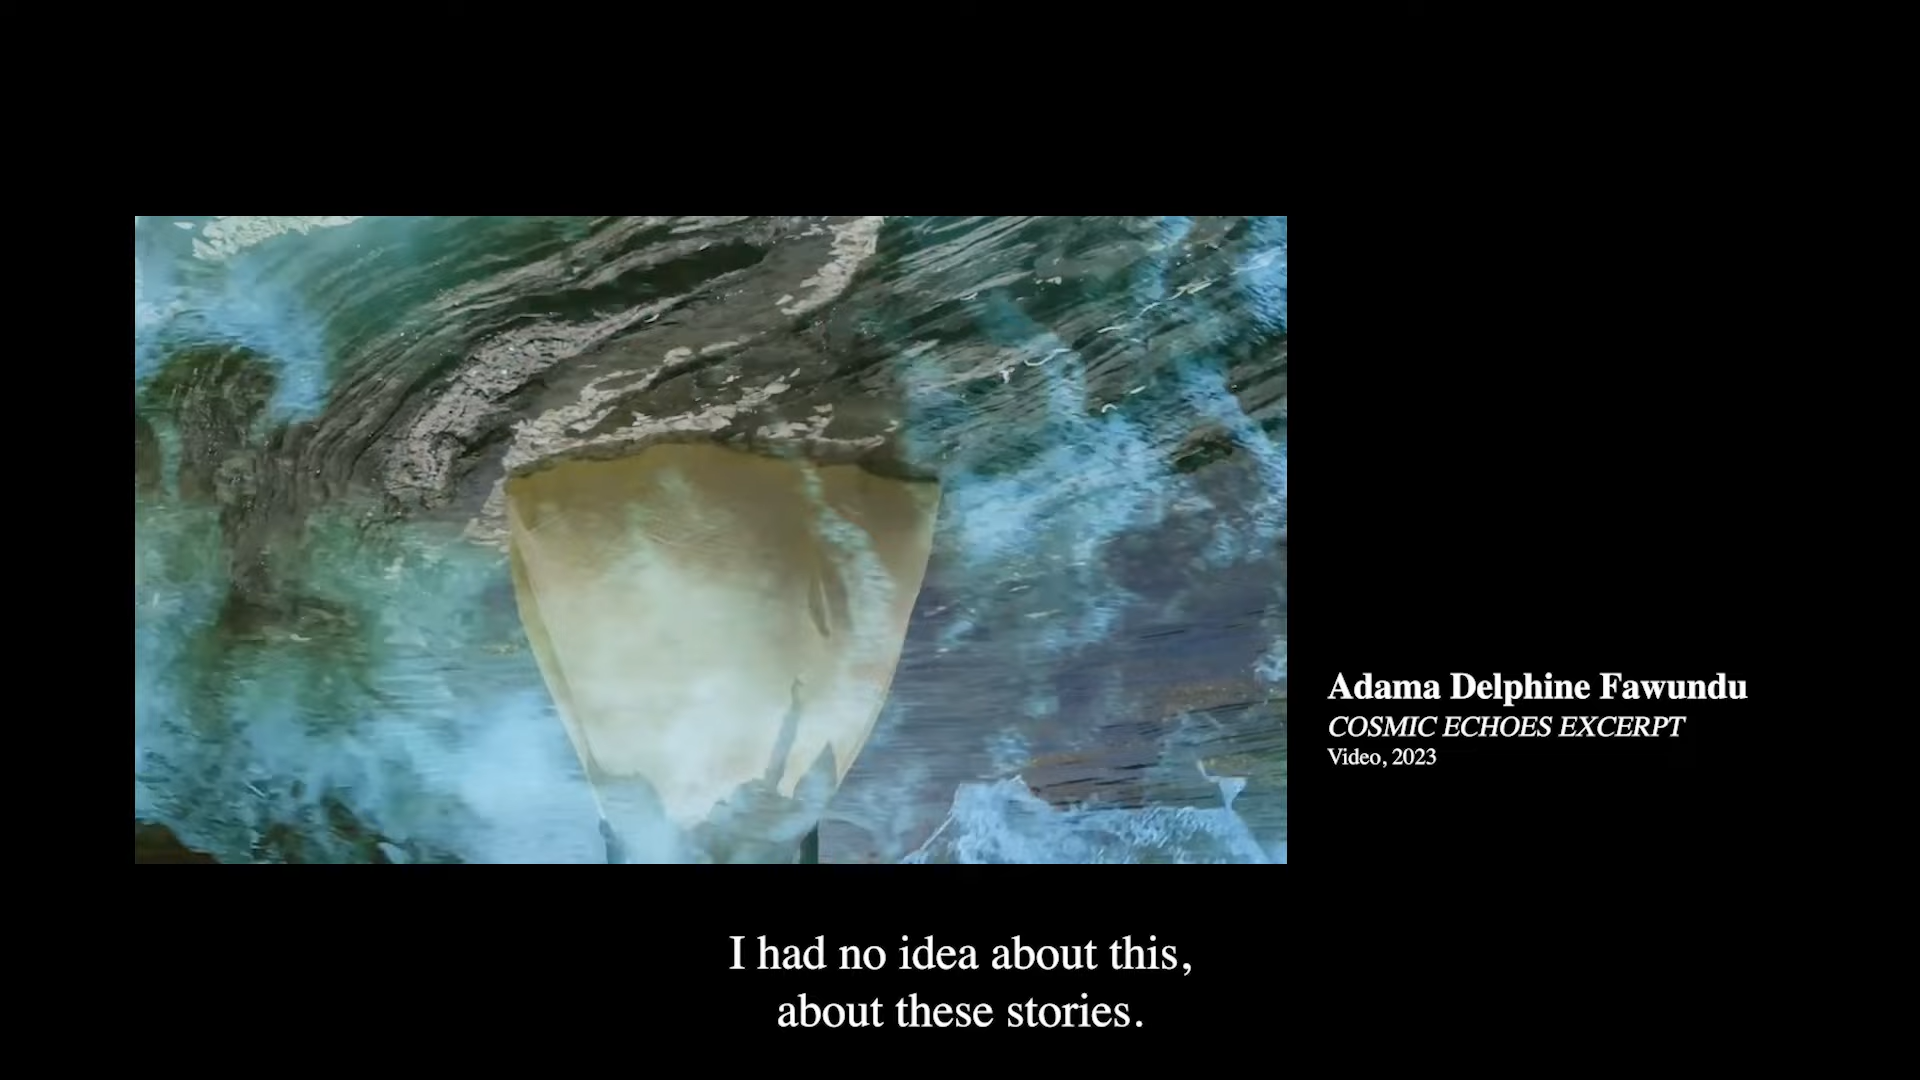 Adama Delphine Fawundu
COSMIC ECHOES EXCERPT
Video, 2023
I had no idea about this,
about these stories.